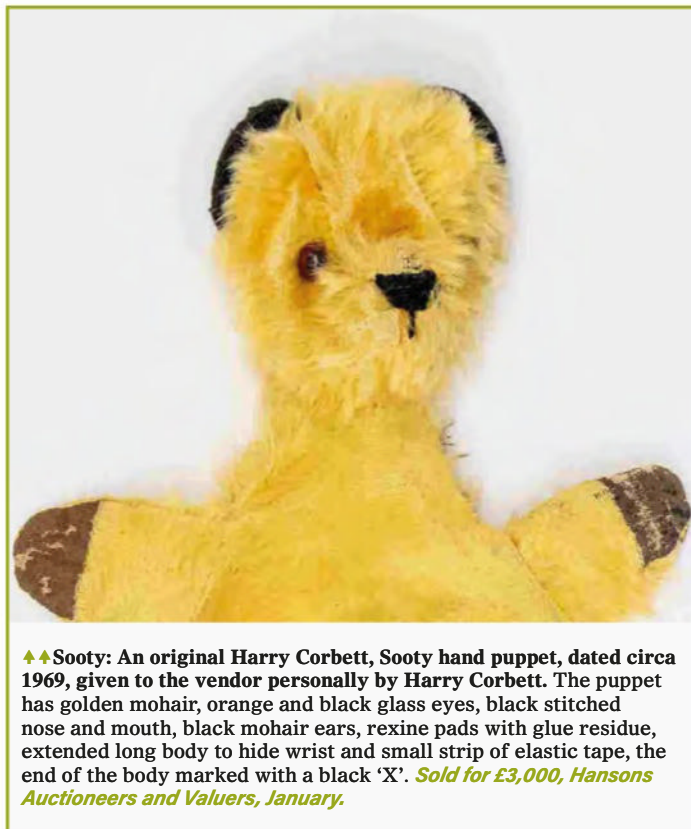 Sooty: An original Harry Corbett, Sooty hand puppet, dated circa
1969, given to the vendor personally by Harry Corbett. The puppet
has golden mohair, orange and black glass eyes, black stitched
nose and mouth, black mohair ears, rexine pads with glue residue,
extended long body to hide wrist and small strip of elastic tape, the
end of the body marked with a black ‘X’. Sold for £3,000, Hansons
Auctioneers and Valuers, January.